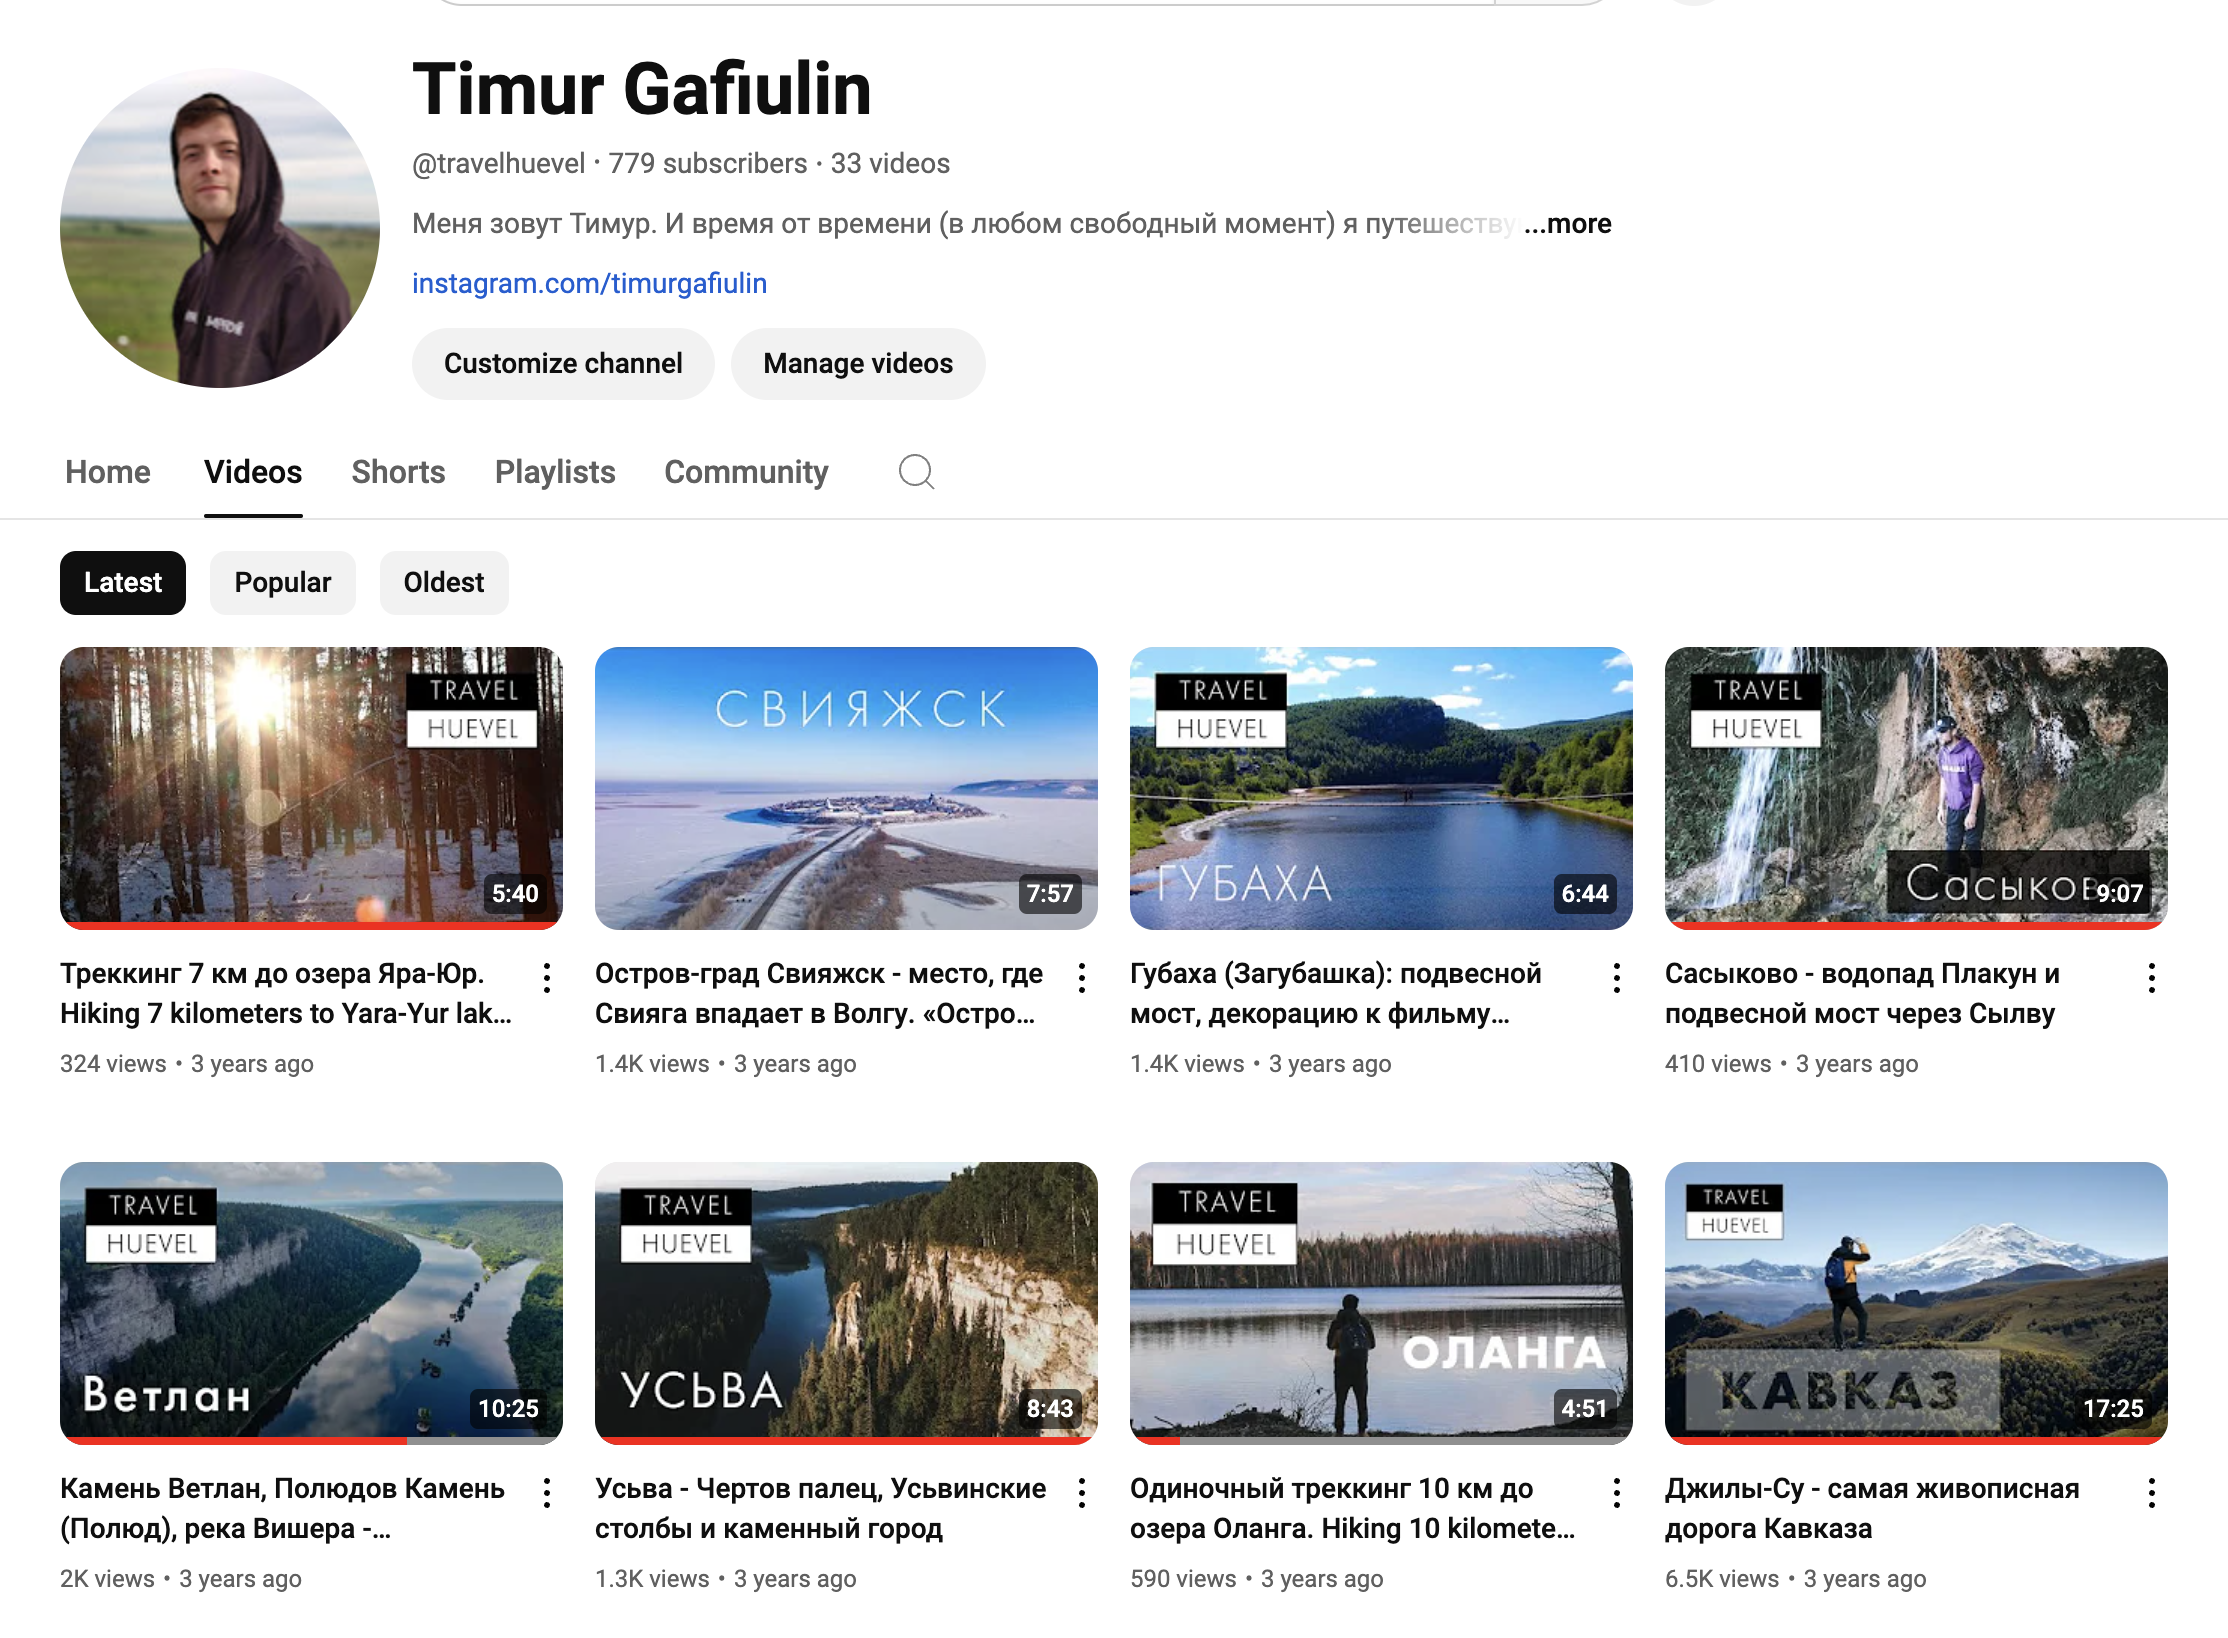 Timur Gafiulin
@travelhuevel • 779 subscribers • 33 videos
Меня зовут Тимур. И время от времени (в любом свободный момент) я путешеству ...more
instagram.com/timurgafiulin
Customize channel
Manage videos
Home
Videos
Shorts
Playlists
Community
Latest
Popular
Oldest
TRAVEL
HUEVEL
5:40
СВИЯЖСК
7:57
TRAVEL
HUEVEL
ГУБАХА
6:44
TRAVEL
HUEVEL
Сасыково
9:07
Треккинг 7 км до озера Яра-Юр.
Hiking 7 kilometers to Yara-Yur lak...
324 views • 3 years ago
Остров-град Свияжск - место, где
Свияга впадает в Волгу. «Остро...
1.4K views • 3 years ago
Губаха (Загубашка): подвесной
мост, декорацию к фильму...
1.4K views • 3 years ago
Сасыково - водопад Плакун и
подвесной мост через Сылву
410 views • 3 years ago
TRAVEL
HUEVEL
Ветлан
10:25
TRAVEL
HUEVEL
УСЬВА
8:43
TRAVEL
HUEVEL
ОЛАНГА
4:51
TRAVEL
HUEVEL
КАВКАЗ
17:25
Камень Ветлан, Полюдов Камень
(Полюд), река Вишера -...
2K views • 3 years ago
Усьва - Чертов палец, Усьвинские
столбы и каменный город
1.3K views • 3 years ago
Одиночный треккинг 10 км до
озера Оланга. Hiking 10 kilomete...
590 views • 3 years ago
Джилы-Су - самая живописная
дорога Кавказа
6.5K views • 3 years ago